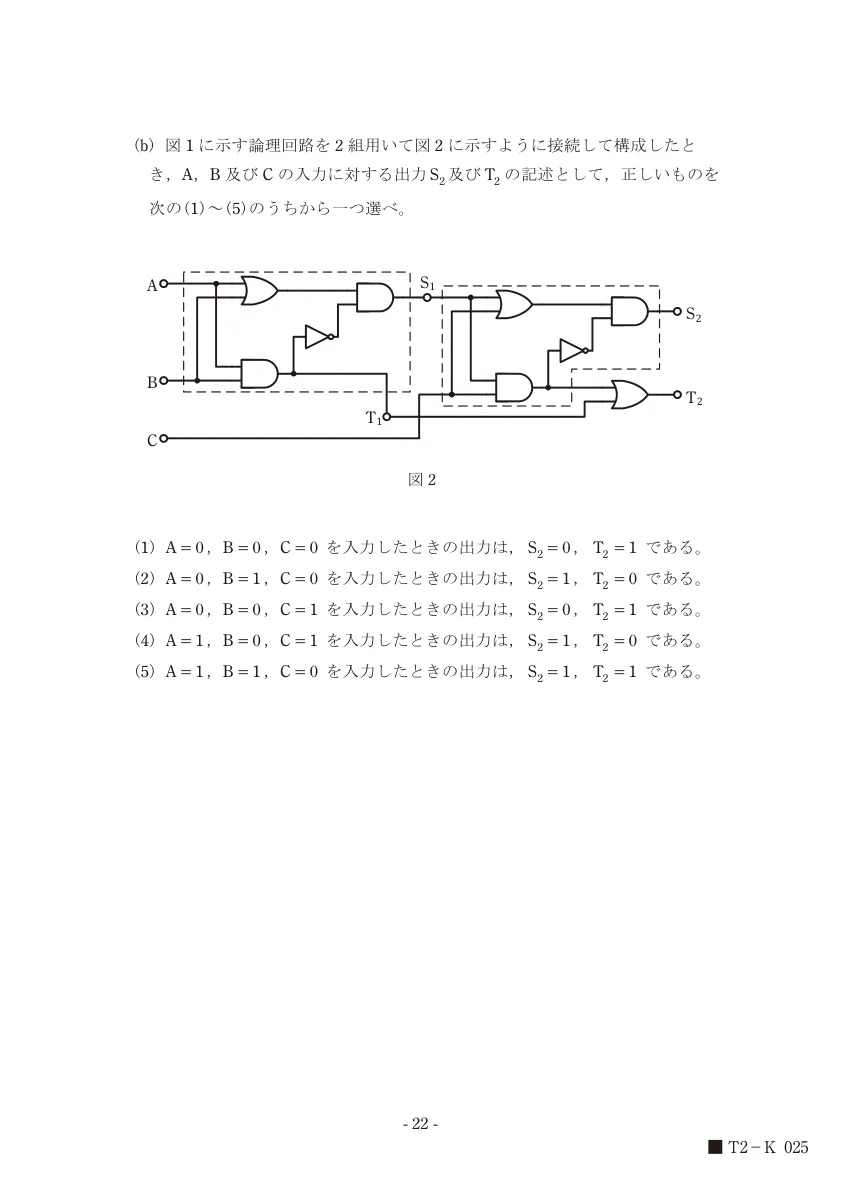 (b) 図1に示す論理回路を2組用いて図2に示すように接続して構成したと
き，A，B及びCの入力に対する出力S₂及びT₂の記述として，正しいものを
次の(1)～(5)のうちから一つ選べ。
A
S₁
S₂
B
T₂
T₁
C
図2
(1) A＝0，B＝0，C＝0 を入力したときの出力は，S₂＝0，T₂＝1 である。
(2) A＝0，B＝1，C＝0 を入力したときの出力は，S₂＝1，T₂＝0 である。
(3) A＝0，B＝0，C＝1 を入力したときの出力は，S₂＝0，T₂＝1 である。
(4) A＝1，B＝0，C＝1 を入力したときの出力は，S₂＝1，T₂＝0 である。
(5) A＝1，B＝1，C＝0 を入力したときの出力は，S₂＝1，T₂＝1 である。
- 22 -
■ T2－K 025